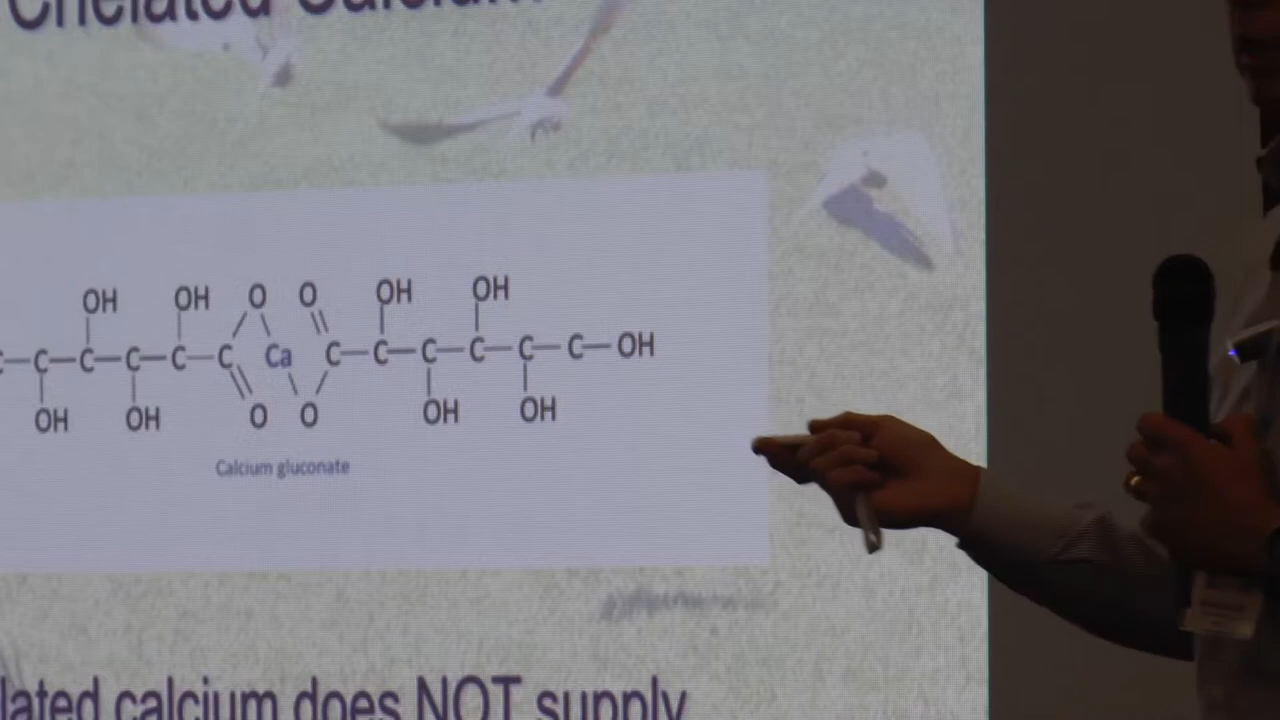 Chelated Calcium
OH OH O O OH OH
C C C C C Ca C C C C C C OH
OH OH O O OH OH
Calcium gluconate
lated calcium does NOT supply